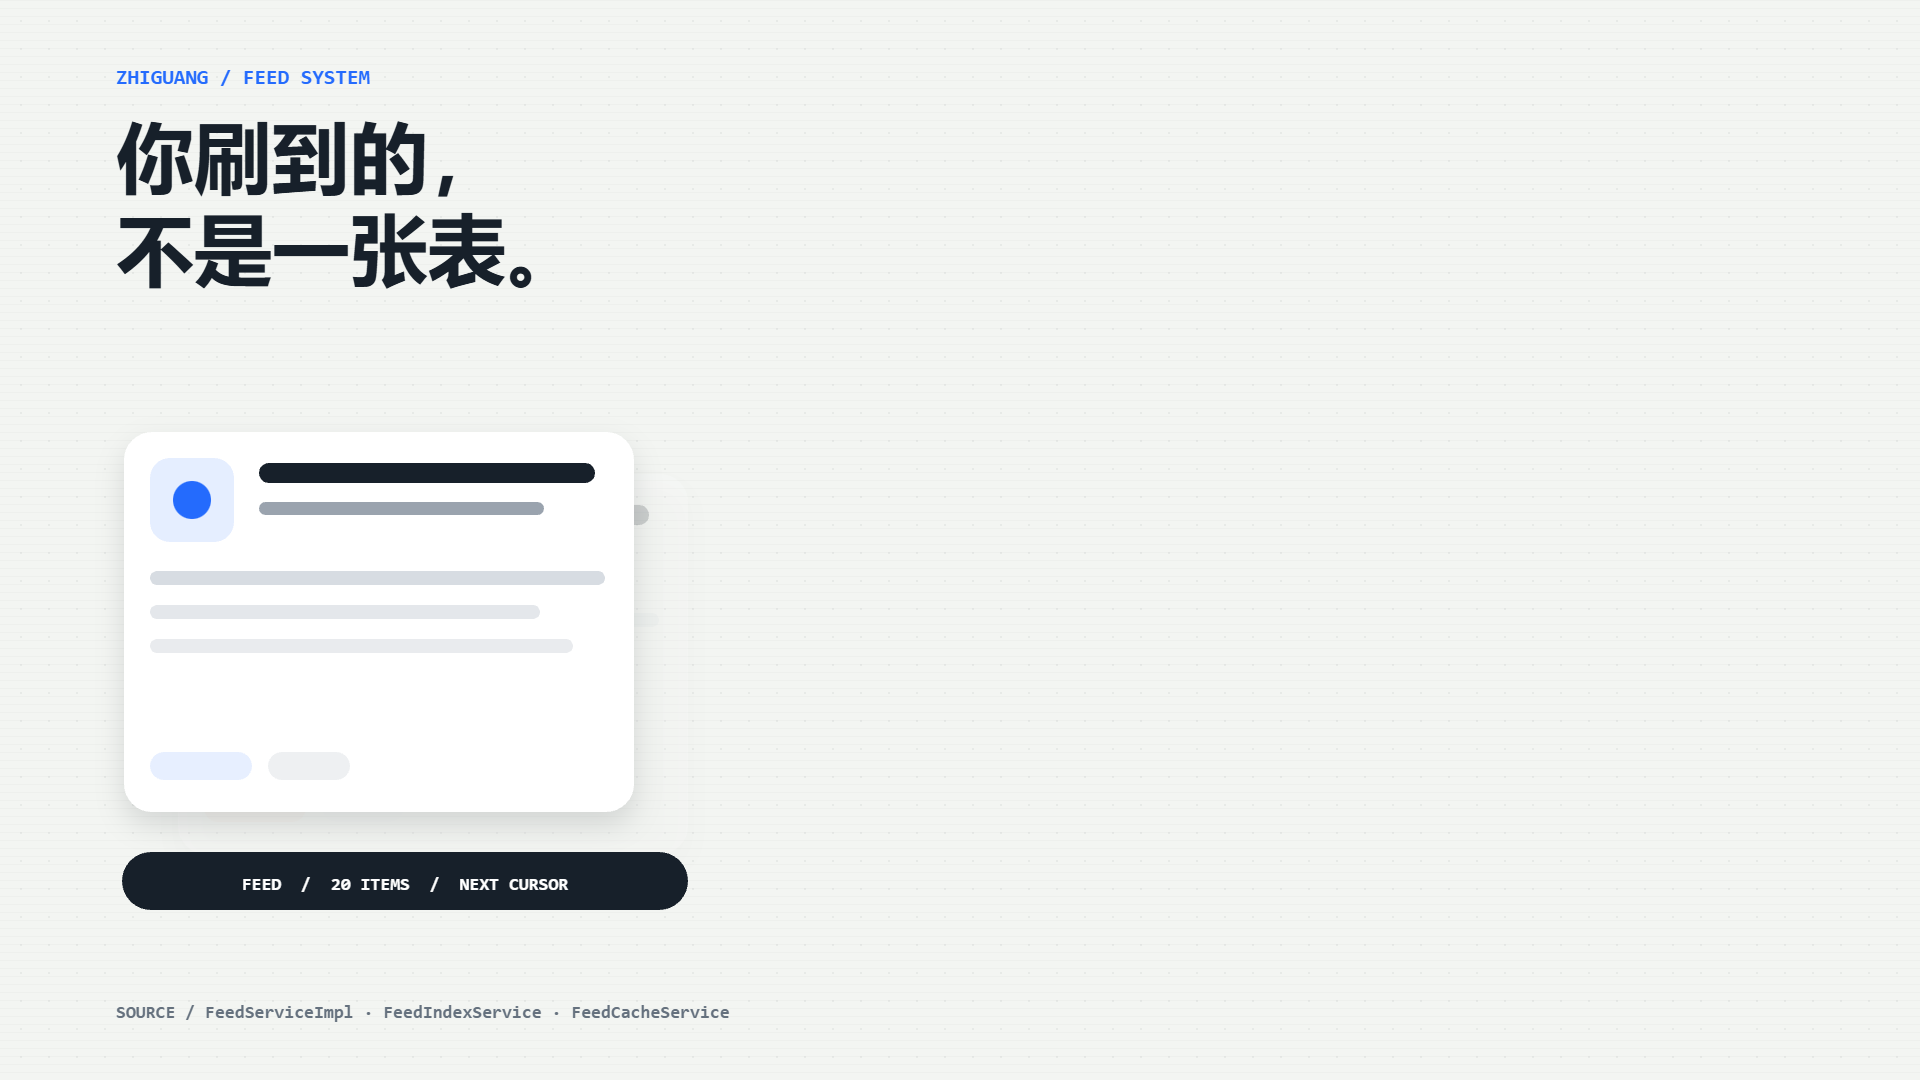 ZHIGUANG / FEED SYSTEM
你刷到的，
不是一张表。
FEED / 20 ITEMS / NEXT CURSOR
SOURCE / FeedServiceImpl · FeedIndexService · FeedCacheService